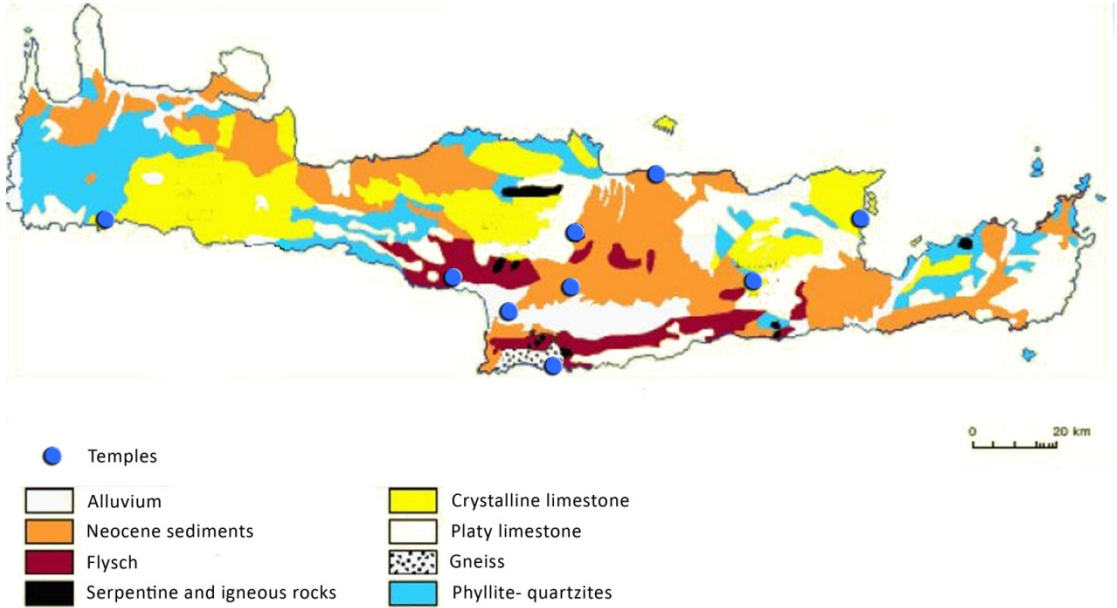 0 20 km
Temples
Alluvium
Neocene sediments
Flysch
Serpentine and igneous rocks
Crystalline limestone
Platy limestone
Gneiss
Phyllite- quartzites